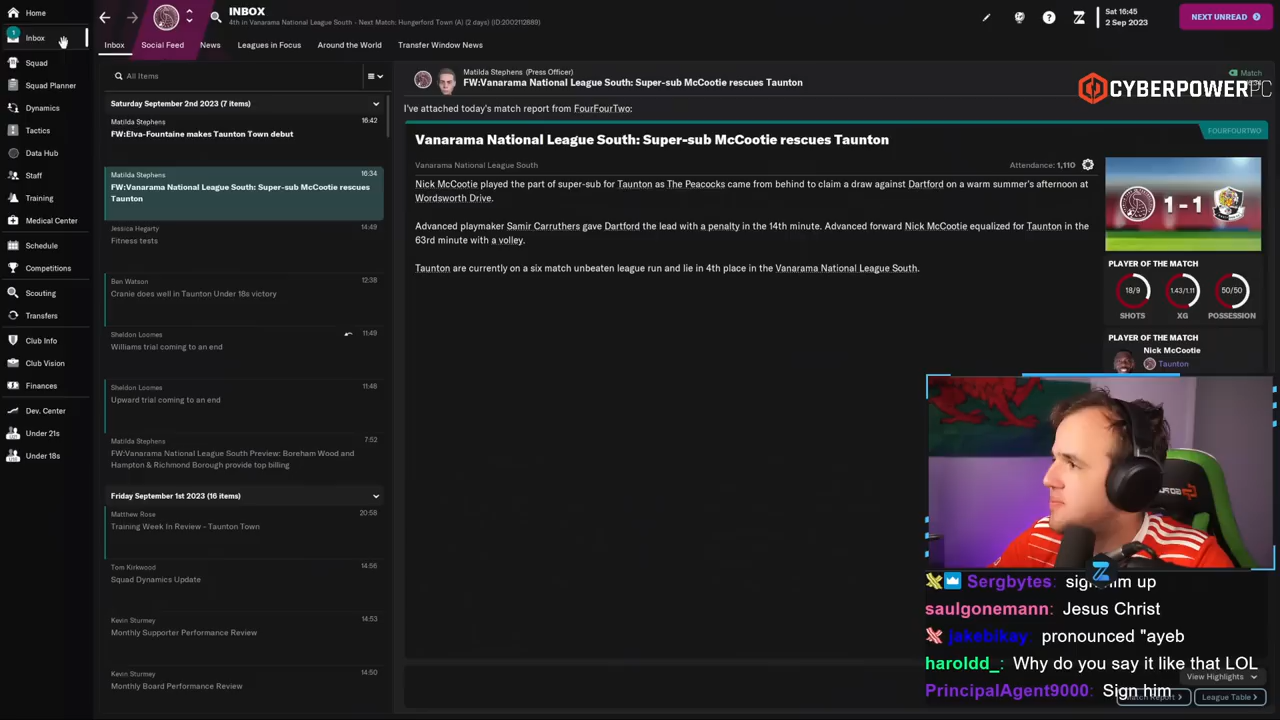 Home
INBOX
4th in Vanarama National League South - Next Match: Hungerford Town (A) (2 days) (ID:2002112889)
Sat 16:45
2 Sep 2023
NEXT UNREAD
1
Inbox
Squad
Squad Planner
Dynamics
Tactics
Data Hub
Staff
Training
Medical Center
Schedule
Competitions
Scouting
Transfers
Club Info
Club Vision
Finances
Dev. Center
Under 21s
Under 18s
Inbox
Social Feed
News
Leagues in Focus
Around the World
Transfer Window News
All Items
Saturday September 2nd 2023 (7 items)
Matilda Stephens
16:42
FW:Elva-Fountaine makes Taunton Town debut
Matilda Stephens
16:34
FW:Vanarama National League South: Super-sub McCootie rescues
Taunton
Jessica Hegarty
14:49
Fitness tests
Ben Watson
12:38
Cranie does well in Taunton Under 18s victory
Sheldon Loomes
11:49
Williams trial coming to an end
Sheldon Loomes
11:48
Upward trial coming to an end
Matilda Stephens
7:52
FW:Vanarama National League South Preview: Boreham Wood and
Hampton & Richmond Borough provide top billing
Friday September 1st 2023 (16 items)
Matthew Rose
20:58
Training Week In Review - Taunton Town
Tom Kirkwood
14:56
Squad Dynamics Update
Kevin Sturmey
14:53
Monthly Supporter Performance Review
Kevin Sturmey
14:50
Monthly Board Performance Review
Matilda Stephens (Press Officer)
FW:Vanarama National League South: Super-sub McCootie rescues Taunton
Match
CYBERPOWERPC
I've attached today's match report from FourFourTwo:
FOURFOURTWO
Vanarama National League South: Super-sub McCootie rescues Taunton
Vanarama National League South
Attendance: 1,110
Nick McCootie played the part of super-sub for Taunton as The Peacocks came from behind to claim a draw against Dartford on a warm summer's afternoon at
Wordsworth Drive.
Advanced playmaker Samir Carruthers gave Dartford the lead with a penalty in the 14th minute. Advanced forward Nick McCootie equalized for Taunton in the
63rd minute with a volley.
Taunton are currently on a six match unbeaten league run and lie in 4th place in the Vanarama National League South.
1-1
PLAYER OF THE MATCH
18/9
1.43/1.11
50/50
SHOTS
XG
POSSESSION
PLAYER OF THE MATCH
Nick McCootie
Taunton
Sergbytes: sign him up
saulgonemann: Jesus Christ
jakebikay: pronounced "ayeb
haroldd_: Why do you say it like that LOL
PrincipalAgent9000: Sign him
View Highlights
Match Report
League Table